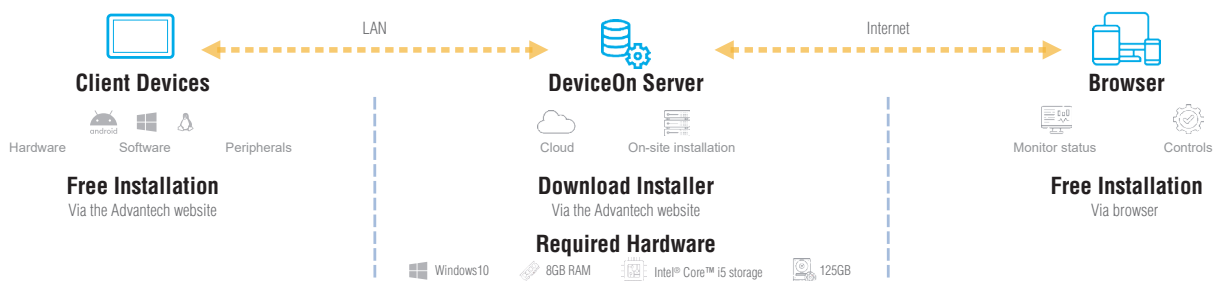 LAN
Internet
Client Devices
DeviceOn Server
Browser
android
Hardware
Software
Peripherals
Cloud
On-site installation
Monitor status
Controls
Free Installation
Via the Advantech website
Download Installer
Via the Advantech website
Free Installation
Via browser
Required Hardware
Windows10
8GB RAM
Intel® Core™ i5 storage
125GB